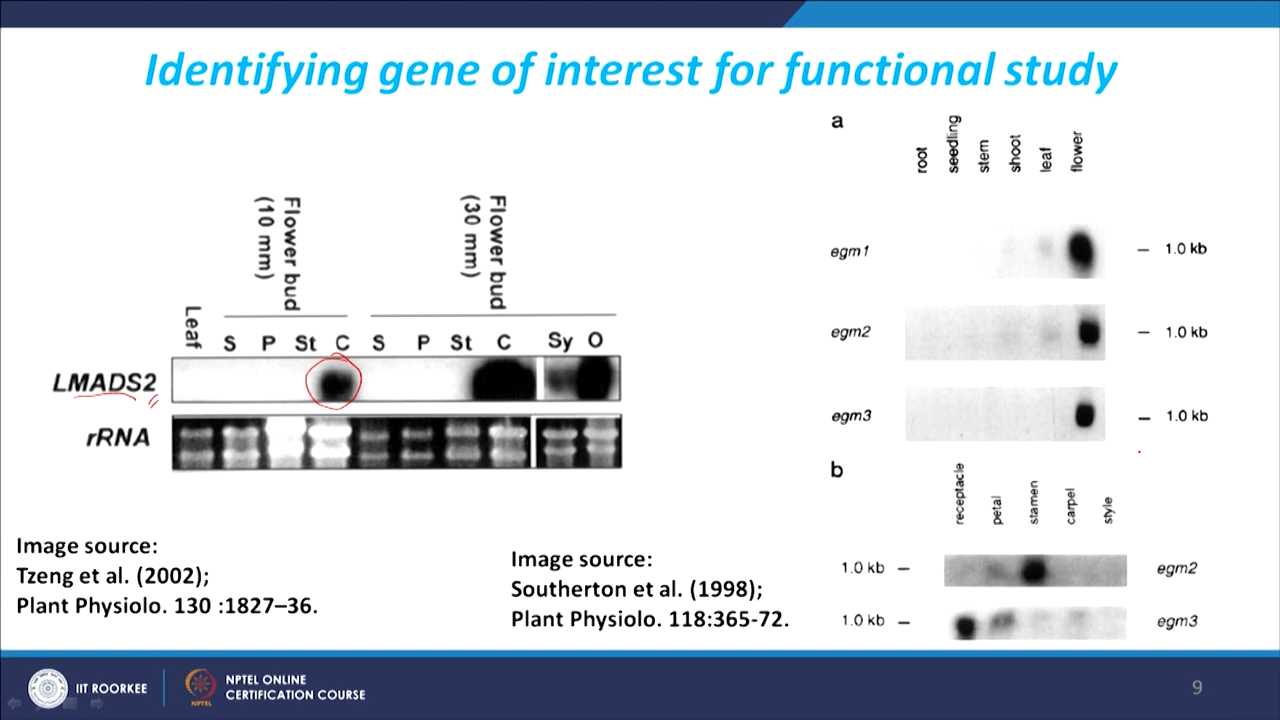 Identifying gene of interest for functional study
Flower bud
(10 mm)
Flower bud
(30 mm)
Leaf
S P St C S P St C Sy O
LMADS2
rRNA
Image source:
Tzeng et al. (2002);
Plant Physiolo. 130 :1827–36.
a
root
seedling
stem
shoot
leaf
flower
egm1 – 1.0 kb
egm2 – 1.0 kb
egm3 – 1.0 kb
b
receptacle
petal
stamen
carpel
style
1.0 kb – egm2
1.0 kb – egm3
Image source:
Southerton et al. (1998);
Plant Physiolo. 118:365-72.
IIT ROORKEE
NPTEL
NPTEL ONLINE
CERTIFICATION COURSE
9